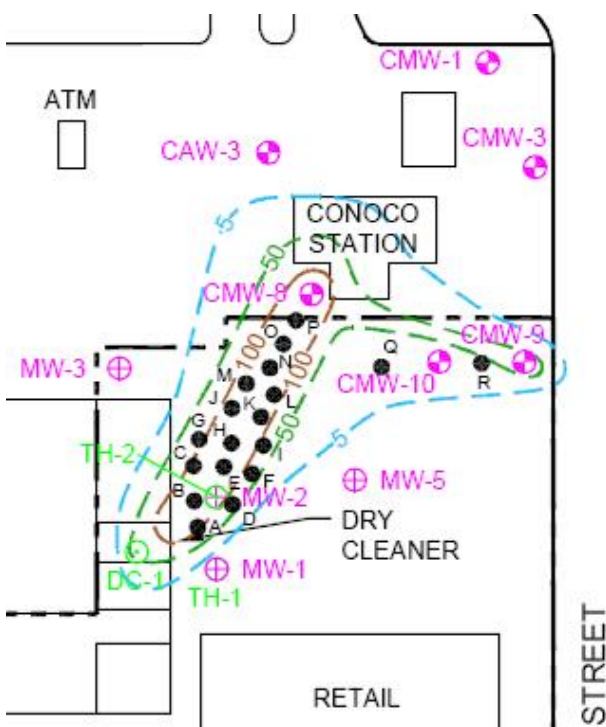 CMW-1
ATM
CAW-3
CMW-3
5
50
CONOCO
STATION
CMW-8
P
O
100
N
100
Q
CMW-9
MW-3
M
CMW-10
R
J
K
L
G
H
50
5
TH-2
C
I
E
F
MW-5
B
MW-2
D
A
DRY
CLEANER
DC-1
MW-1
TH-1
RETAIL
STREET